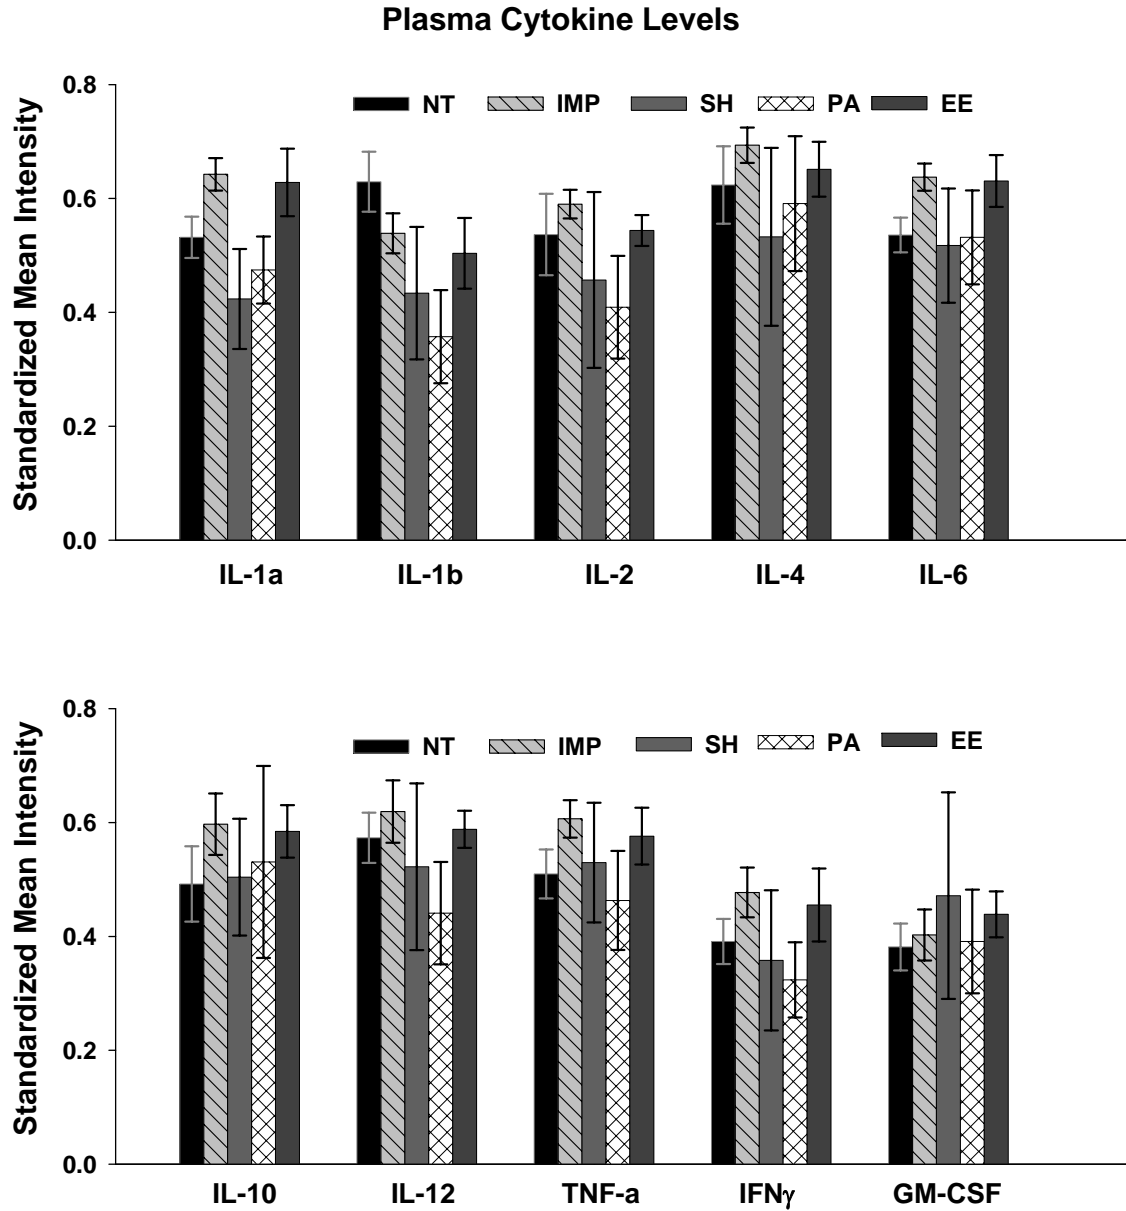 Plasma Cytokine Levels
Standardized Mean Intensity
NT IMP SH PA EE
0.8
0.6
0.4
0.2
0.0
IL-1a IL-1b IL-2 IL-4 IL-6
Standardized Mean Intensity
NT IMP SH PA EE
0.8
0.6
0.4
0.2
0.0
IL-10 IL-12 TNF-a IFNγ GM-CSF